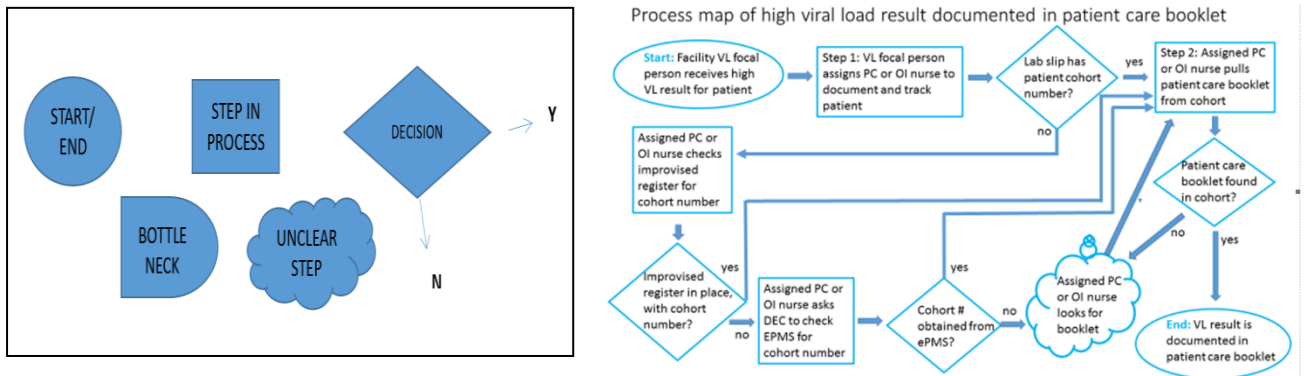 START/
END
STEP IN
PROCESS
DECISION
Y
BOTTLE
NECK
UNCLEAR
STEP
N
Process map of high viral load result documented in patient care booklet
Start: Facility VL focal
person receives high
VL result for patient
Step 1: VL focal person
assigns PC or OI nurse to
document and track
patient
Lab slip has
patient cohort
number?
yes
no
Step 2: Assigned PC
or OI nurse pulls
patient care booklet
from cohort
Assigned PC or
OI nurse checks
improvised
register for
cohort number
Patient care
booklet found
in cohort?
no
yes
Improvised
register in place,
with cohort
number?
yes
no
Assigned PC or
OI nurse asks
DEC to check
EPMS for
cohort number
Cohort #
obtained from
ePMS?
yes
no
Assigned PC
or OI nurse
looks for
booklet
End: VL result is
documented in
patient care booklet